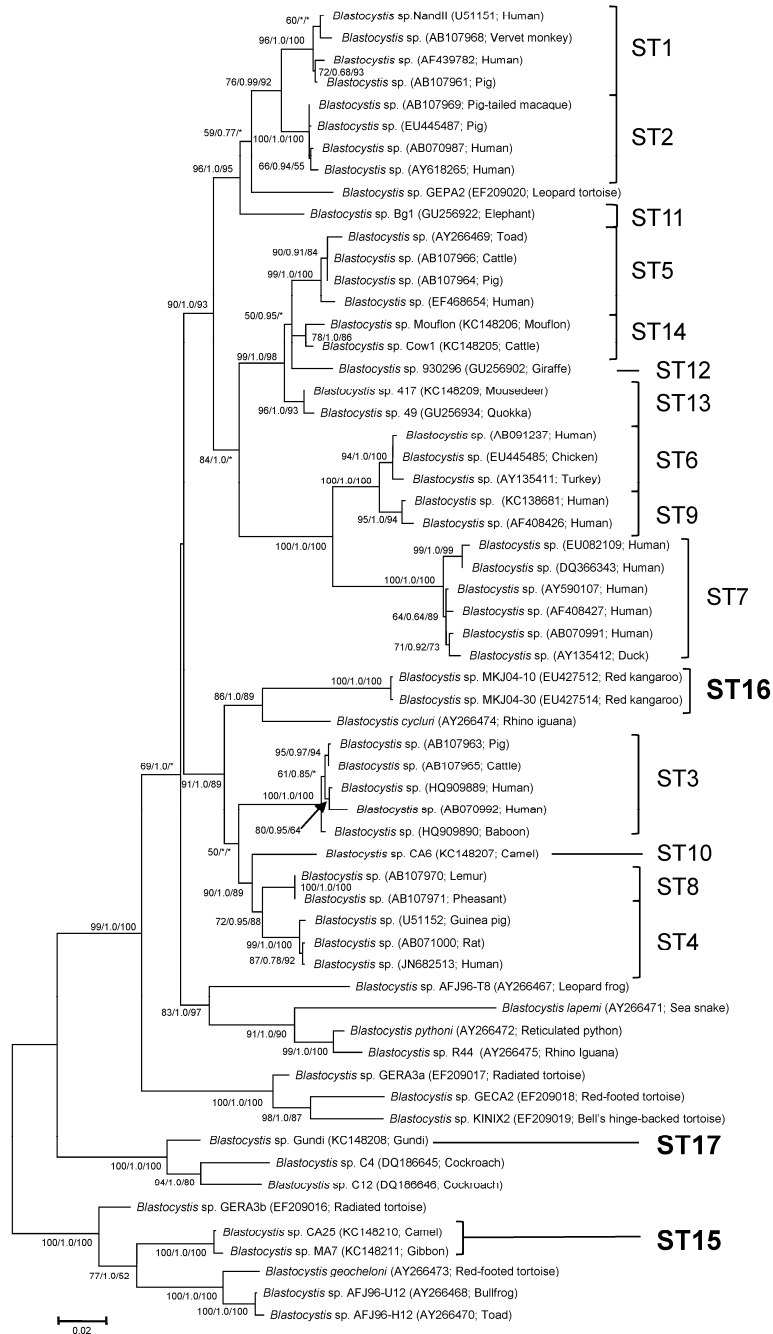 60/*/*
Blastocystis sp.NandII (U51151; Human)
Blastocystis sp. (AB107968; Vervet monkey)
96/1.0/100
ST1
Blastocystis sp. (AF439782; Human)
72/0.68/93
Blastocystis sp. (AB107961; Pig)
76/0.99/92
Blastocystis sp. (AB107969; Pig-tailed macaque)
Blastocystis sp. (EU445487; Pig)
59/0.77/*
100/1.0/100
ST2
Blastocystis sp. (AB070987; Human)
66/0.94/55
Blastocystis sp. (AY618265; Human)
96/1.0/95
Blastocystis sp. GEPA2 (EF209020; Leopard tortoise)
Blastocystis sp. Bg1 (GU256922; Elephant)
ST11
Blastocystis sp. (AY266469; Toad)
90/0.91/84
Blastocystis sp. (AB107966; Cattle)
99/1.0/100
ST5
Blastocystis sp. (AB107964; Pig)
Blastocystis sp. (EF468654; Human)
90/1.0/93
50/0.95/*
Blastocystis sp. Mouflon (KC148206; Mouflon)
78/1.0/86
ST14
Blastocystis sp. Cow1 (KC148205; Cattle)
99/1.0/98
Blastocystis sp. 930296 (GU256902; Giraffe)
ST12
Blastocystis sp. 417 (KC148209; Mousedeer)
ST13
96/1.0/93
Blastocystis sp. 49 (GU256934; Quokka)
Blastocystis sp. (AB091237; Human)
84/1.0/*
94/1.0/100
Blastocystis sp. (EU445485; Chicken)
ST6
100/1.0/100
Blastocystis sp. (AY135411; Turkey)
Blastocystis sp. (KC138681; Human)
ST9
95/1.0/94
Blastocystis sp. (AF408426; Human)
100/1.0/100
Blastocystis sp. (EU082109; Human)
99/1.0/99
Blastocystis sp. (DQ366343; Human)
100/1.0/100
Blastocystis sp. (AY590107; Human)
ST7
64/0.64/89
Blastocystis sp. (AF408427; Human)
Blastocystis sp. (AB070991; Human)
71/0.92/73
Blastocystis sp. (AY135412; Duck)
100/1.0/100
Blastocystis sp. MKJ04-10 (EU427512; Red kangaroo)
ST16
86/1.0/89
Blastocystis sp. MKJ04-30 (EU427514; Red kangaroo)
Blastocystis cycluri (AY266474; Rhino iguana)
Blastocystis sp. (AB107963; Pig)
95/0.97/94
69/1.0/*
Blastocystis sp. (AB107965; Cattle)
61/0.85/*
91/1.0/89
ST3
Blastocystis sp. (HQ909889; Human)
100/1.0/100
Blastocystis sp. (AB070992; Human)
80/0.95/64
Blastocystis sp. (HQ909890; Baboon)
50/*/*
Blastocystis sp. CA6 (KC148207; Camel)
ST10
Blastocystis sp. (AB107970; Lemur)
90/1.0/89
100/1.0/100
ST8
Blastocystis sp. (AB107971; Pheasant)
72/0.95/88
Blastocystis sp. (U51152; Guinea pig)
99/1.0/100
99/1.0/100
Blastocystis sp. (AB071000; Rat)
ST4
87/0.78/92
Blastocystis sp. (JN682513; Human)
Blastocystis sp. AFJ96-T8 (AY266467; Leopard frog)
83/1.0/97
Blastocystis lapemi (AY266471; Sea snake)
91/1.0/90
Blastocystis pythoni (AY266472; Reticulated python)
99/1.0/100
Blastocystis sp. R44 (AY266475; Rhino Iguana)
Blastocystis sp. GERA3a (EF209017; Radiated tortoise)
100/1.0/100
Blastocystis sp. GECA2 (EF209018; Red-footed tortoise)
98/1.0/87
Blastocystis sp. KINIX2 (EF209019; Bell's hinge-backed tortoise)
Blastocystis sp. Gundi (KC148208; Gundi)
ST17
100/1.0/100
Blastocystis sp. C4 (DQ186645; Cockroach)
94/1.0/80
Blastocystis sp. C12 (DQ186646; Cockroach)
Blastocystis sp. GERA3b (EF209016; Radiated tortoise)
100/1.0/100
Blastocystis sp. CA25 (KC148210; Camel)
ST15
100/1.0/100
Blastocystis sp. MA7 (KC148211; Gibbon)
77/1.0/52
Blastocystis geocheloni (AY266473; Red-footed tortoise)
100/1.0/100
Blastocystis sp. AFJ96-U12 (AY266468; Bullfrog)
100/1.0/100
Blastocystis sp. AFJ96-H12 (AY266470; Toad)
0.02